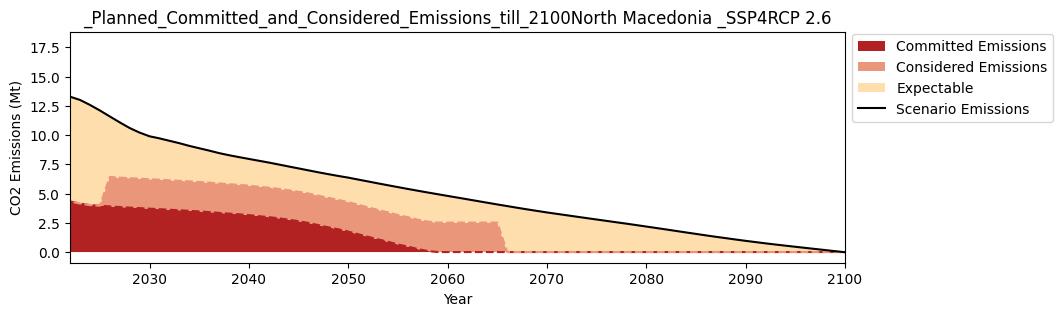 _Planned_Committed_and_Considered_Emissions_till_2100North Macedonia _SSP4RCP 2.6
17.5
15.0
12.5
10.0
7.5
5.0
2.5
0.0
CO2 Emissions (Mt)
2030 2040 2050 2060 2070 2080 2090 2100
Year
Committed Emissions
Considered Emissions
Expectable
Scenario Emissions